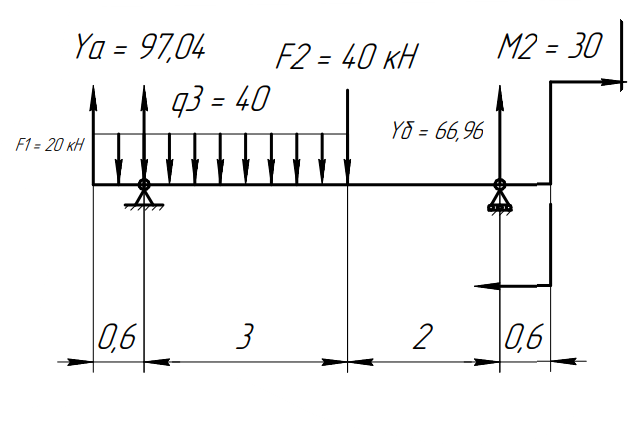 Yа = 97,04
F2 = 40 кН
M2 = 30
q3 = 40
F1 = 20 кН
Yб = 66,96
0,6
3
2
0,6